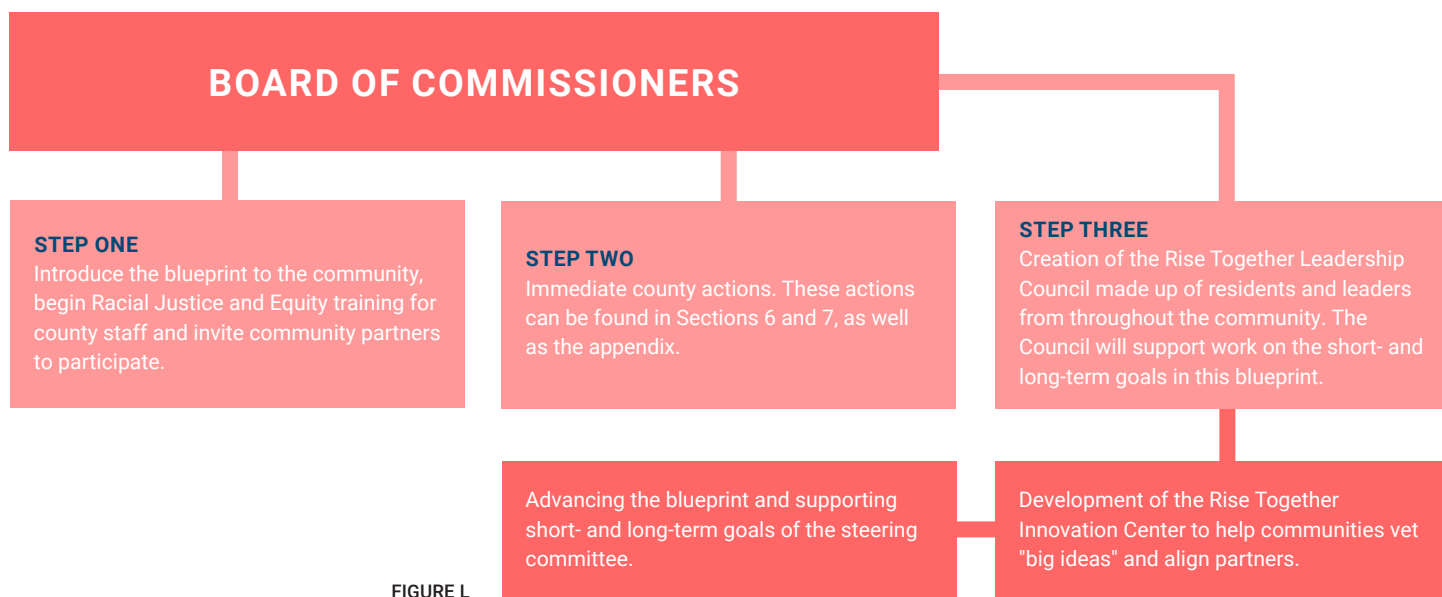 BOARD OF COMMISSIONERS
STEP ONE
Introduce the blueprint to the community,
begin Racial Justice and Equity training for
county staff and invite community partners
to participate.
STEP TWO
Immediate county actions. These actions
can be found in Sections 6 and 7, as well
as the appendix.
STEP THREE
Creation of the Rise Together Leadership
Council made up of residents and leaders
from throughout the community. The
Council will support work on the short- and
long-term goals in this blueprint.
Advancing the blueprint and supporting
short- and long-term goals of the steering
committee.
Development of the Rise Together
Innovation Center to help communities vet
"big ideas" and align partners.
FIGURE L